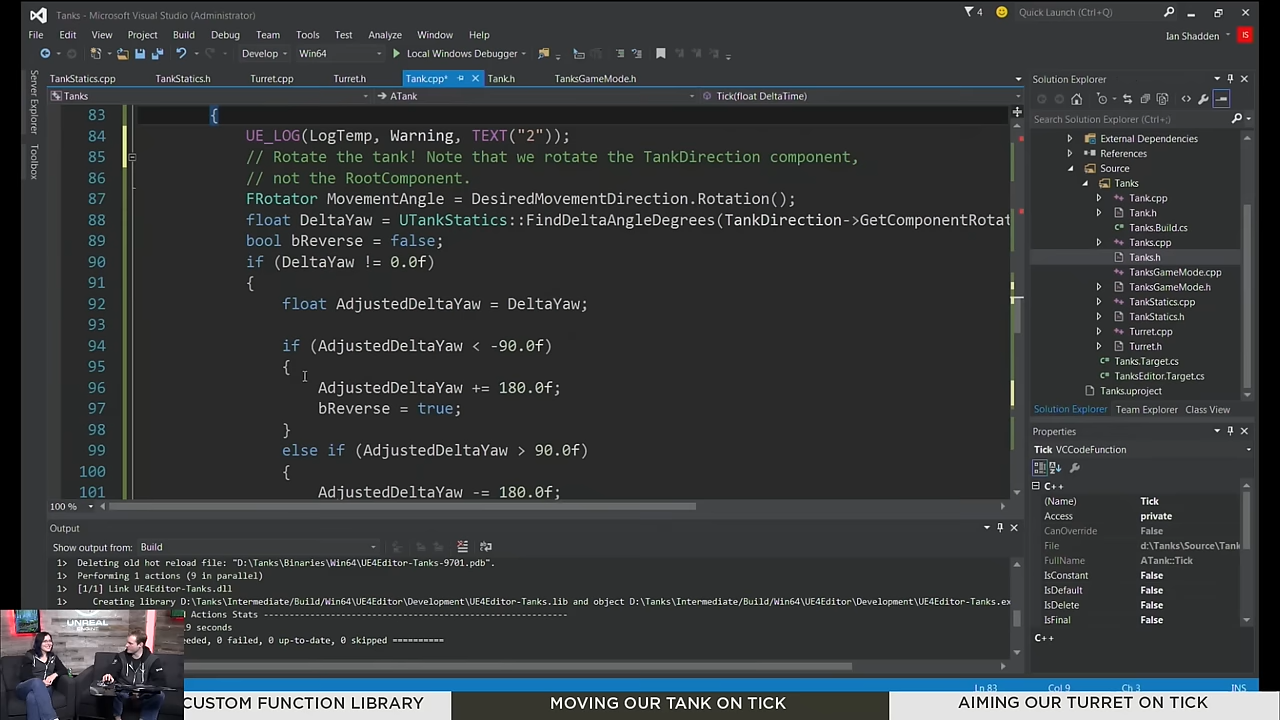 Tanks - Microsoft Visual Studio (Administrator)
4
Quick Launch (Ctrl+Q)
File Edit View Project Build Debug Team Tools Test Analyze Window Help
Ian Shadden
IS
Develop Win64 Local Windows Debugger
TankStatics.cpp TankStatics.h Turret.cpp Turret.h Tank.cpp* Tank.h TanksGameMode.h
Tanks ATank Tick(float DeltaTime)
Server Explorer
Toolbox
83 {
84 UE_LOG(LogTemp, Warning, TEXT("2"));
85 // Rotate the tank! Note that we rotate the TankDirection component,
86 // not the RootComponent.
87 FRotator MovementAngle = DesiredMovementDirection.Rotation();
88 float DeltaYaw = UTankStatics::FindDeltaAngleDegrees(TankDirection->GetComponentRotat
89 bool bReverse = false;
90 if (DeltaYaw != 0.0f)
91 {
92 float AdjustedDeltaYaw = DeltaYaw;
93
94 if (AdjustedDeltaYaw < -90.0f)
95 {
96 AdjustedDeltaYaw += 180.0f;
97 bReverse = true;
98 }
99 else if (AdjustedDeltaYaw > 90.0f)
100 {
101 AdjustedDeltaYaw -= 180.0f;
100 %
Output
Show output from: Build
1> Deleting old hot reload file: "D:\Tanks\Binaries\Win64\UE4Editor-Tanks-9701.pdb".
1> Performing 1 actions (9 in parallel)
1> [1/1] Link UE4Editor-Tanks.dll
1> Creating library D:\Tanks\Intermediate\Build\Win64\UE4Editor\Development\UE4Editor-Tanks.lib and object D:\Tanks\Intermediate\Build\Win64\UE4Editor\Development\UE4Editor-Tanks.ex
Actions Stats
9 seconds
0 failed, 0 up-to-date, 0 skipped ==========
Solution Explorer
Search Solution Explorer (Ctrl+;)
External Dependencies
References
Source
Tanks
Tank.cpp
Tank.h
Tanks.Build.cs
Tanks.cpp
Tanks.h
TanksGameMode.cpp
TanksGameMode.h
TankStatics.cpp
TankStatics.h
Turret.cpp
Turret.h
Tanks.Target.cs
TanksEditor.Target.cs
Tanks.uproject
Solution Explorer Team Explorer Class View
Properties
Tick VCCodeFunction
C++
(Name) Tick
Access private
CanOverride False
File d:\Tanks\Source\Tank
FullName ATank::Tick
IsConstant False
IsDefault False
IsDelete False
IsFinal False
C++
Ln 83 Col 9 Ch 3 INS
UNREAL
CUSTOM FUNCTION LIBRARY
MOVING OUR TANK ON TICK
AIMING OUR TURRET ON TICK